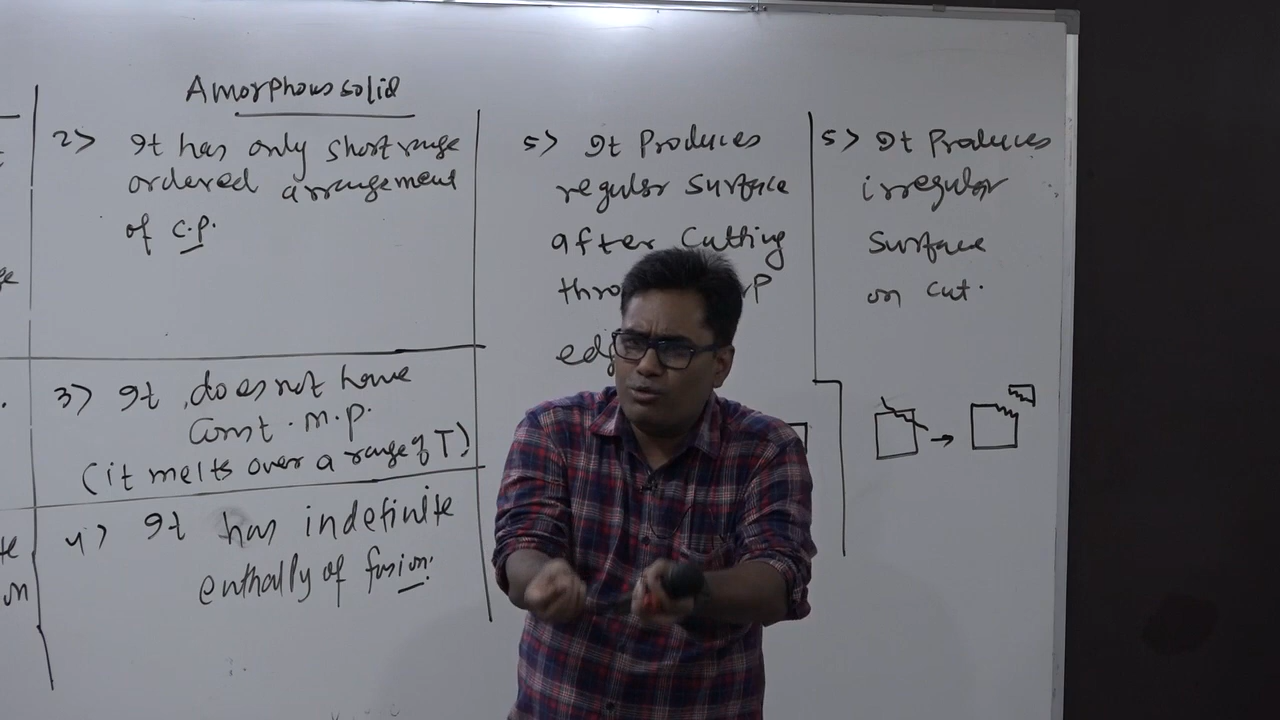 Amorphous solid
2> It has only short range
ordered arrangement
of C.P.
3> It does not have
Const. m.p.
(it melts over a range of T)
4> It has indefinite
enthally of fusion.
5> It Produces
regular surface
after Cutting
5> It Produces
irregular
surface
on cut.